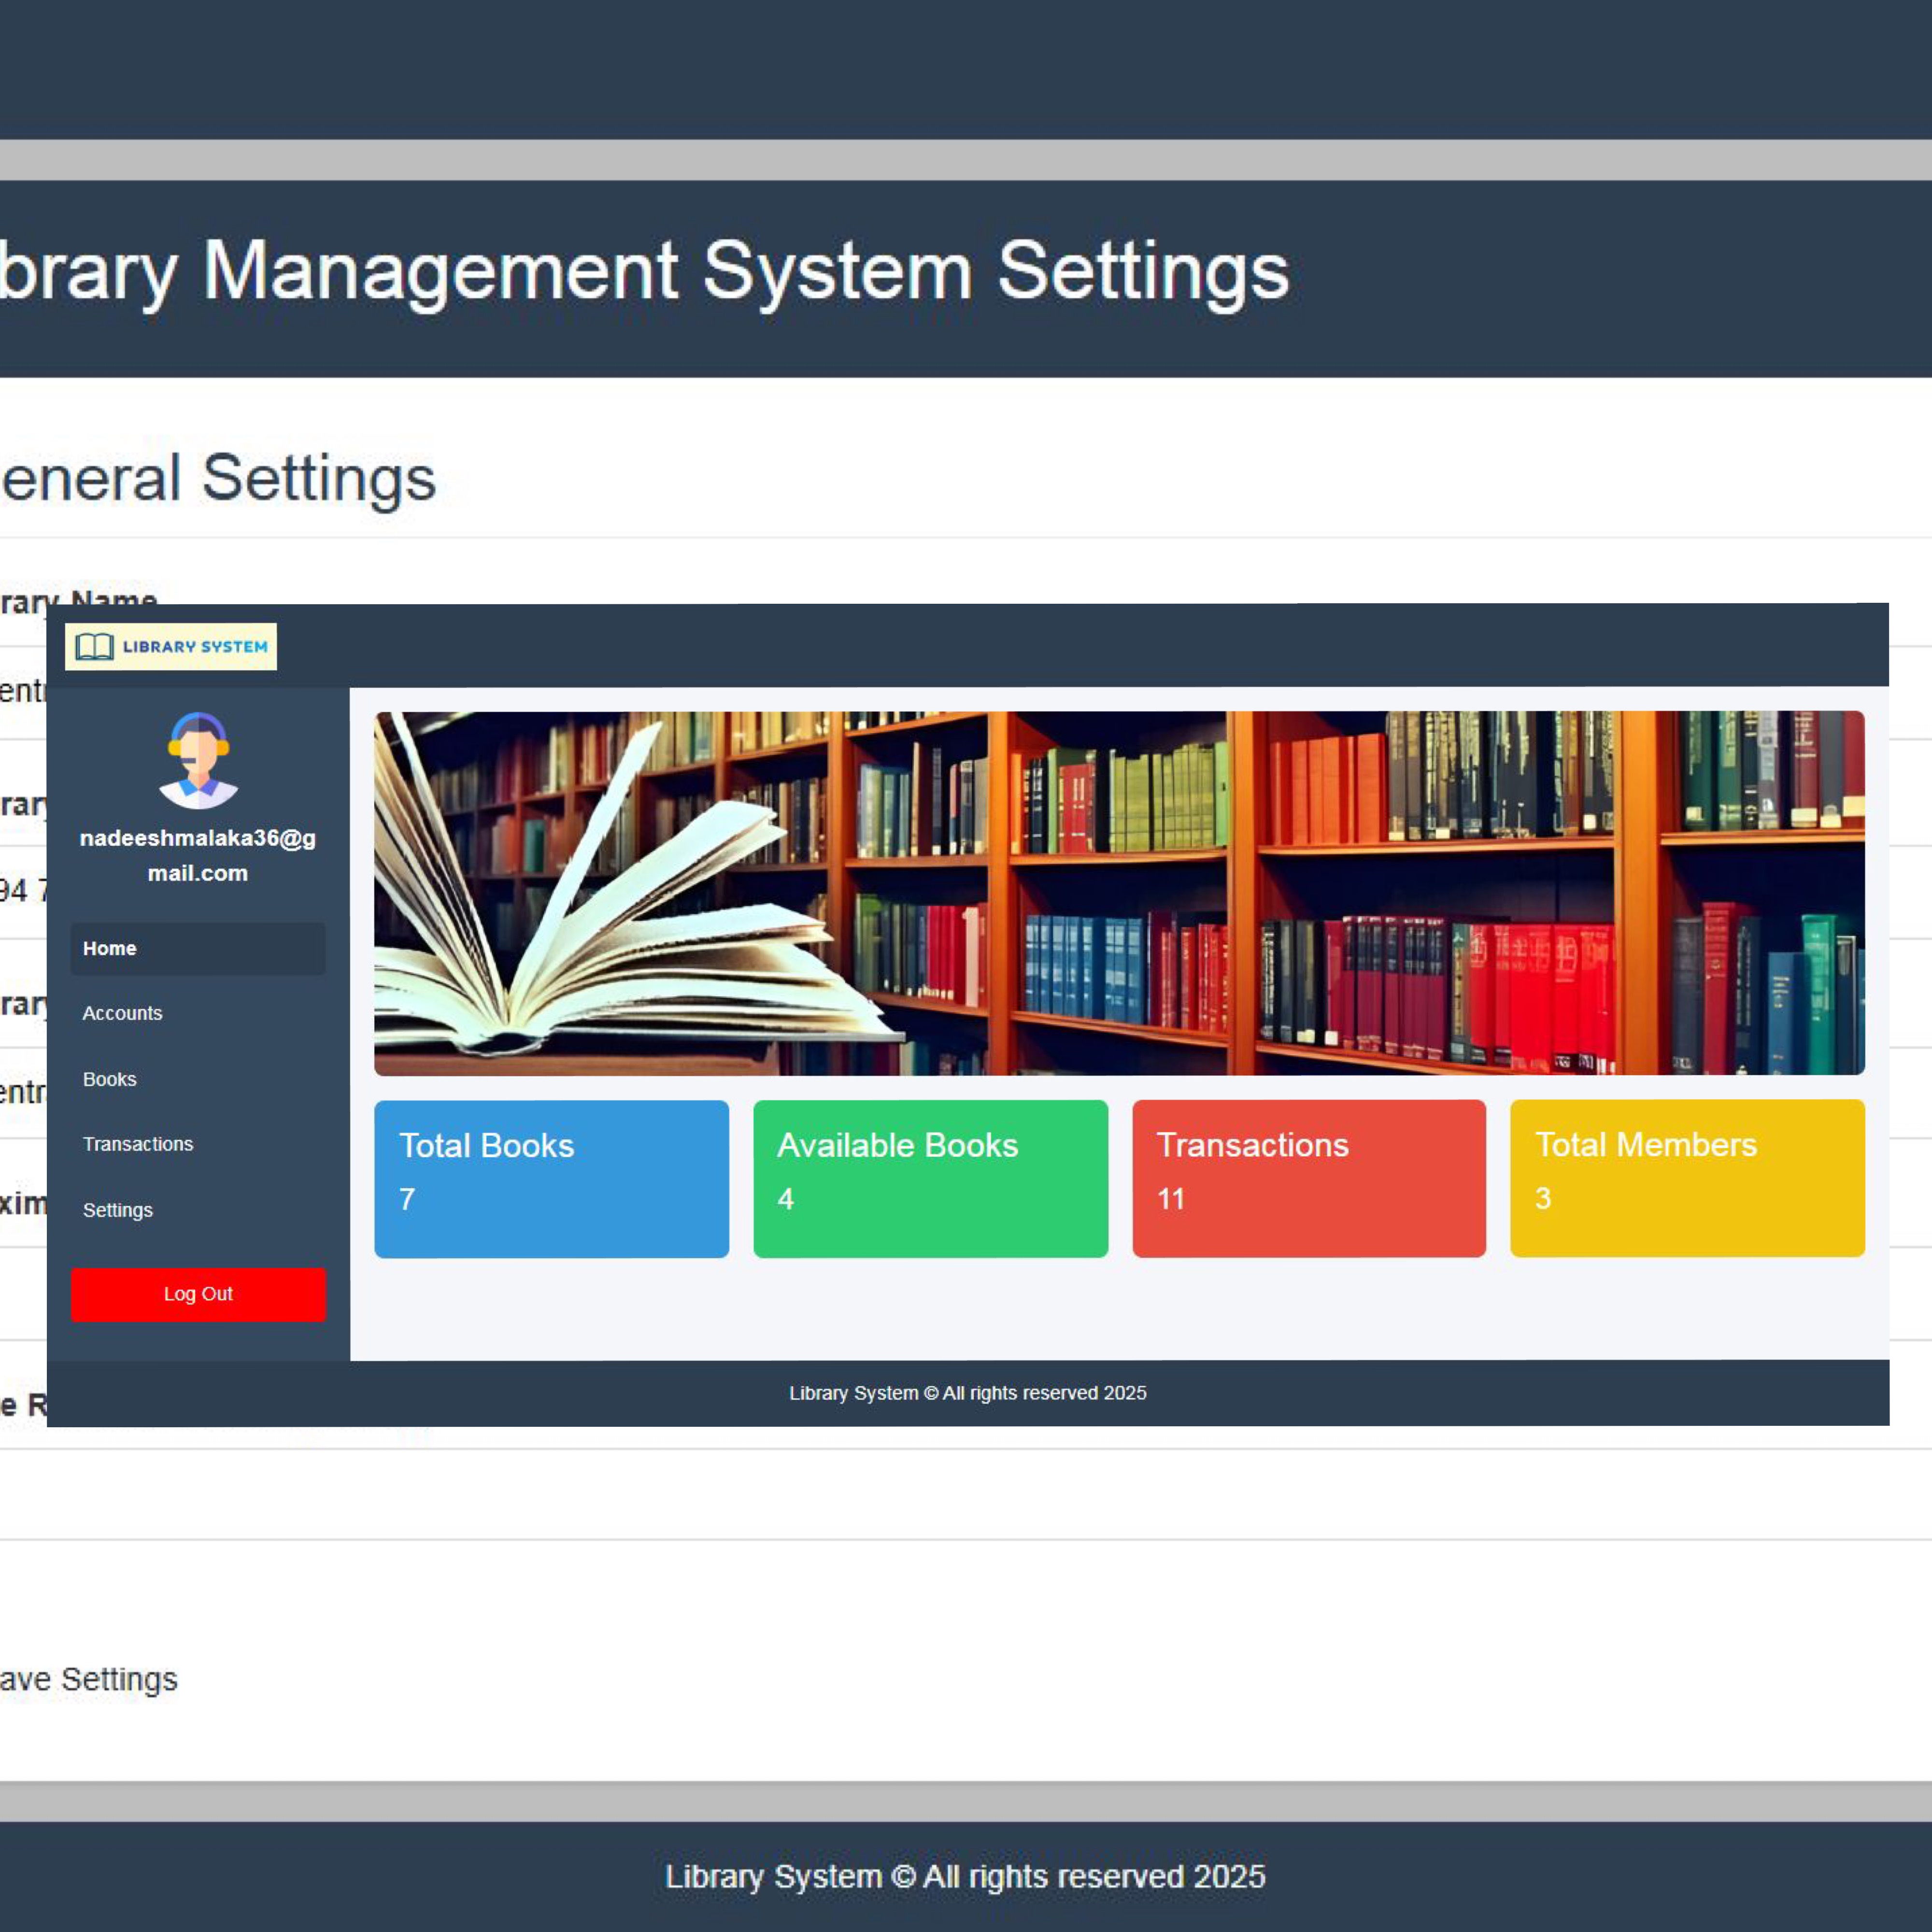 brary Management System Settings
eneral Settings
rary Name
LIBRARY SYSTEM
nadeeshmalaka36@g
mail.com
Home
Accounts
Books
Transactions
Settings
Log Out
Total Books
7
Available Books
4
Transactions
11
Total Members
3
Library System © All rights reserved 2025
entr
rary
94 7
rary
entr
xim
e R
ave Settings
Library System © All rights reserved 2025